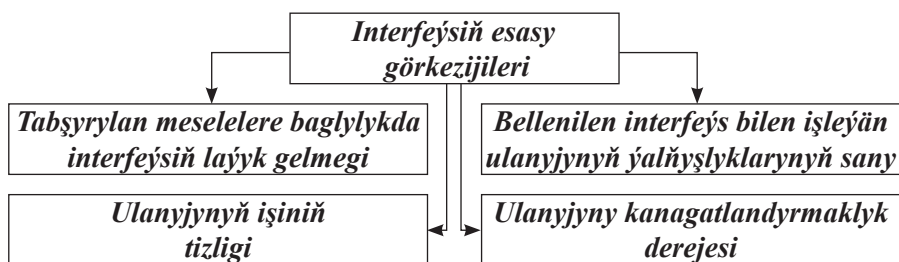 Interfeýsiň esasy
görkezijileri
Tabşyrylan meselelere baglylykda
interfeýsiň laýyk gelmegi
Bellenilen interfeýs bilen işleýän
ulanyjynyň ýalňyşlyklarynyň sany
Ulanyjynyň işiniň
tizligi
Ulanyjyny kanagatlandyrmaklyk
derejesi